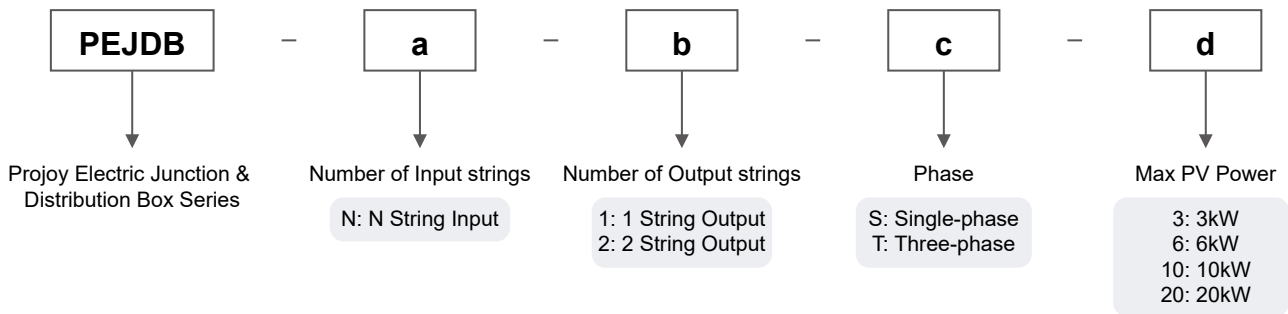 PEJDB – a – b – c – d
Projoy Electric Junction &
Distribution Box Series
Number of Input strings
N: N String Input
Number of Output strings
1: 1 String Output
2: 2 String Output
Phase
S: Single-phase
T: Three-phase
Max PV Power
3: 3kW
6: 6kW
10: 10kW
20: 20kW